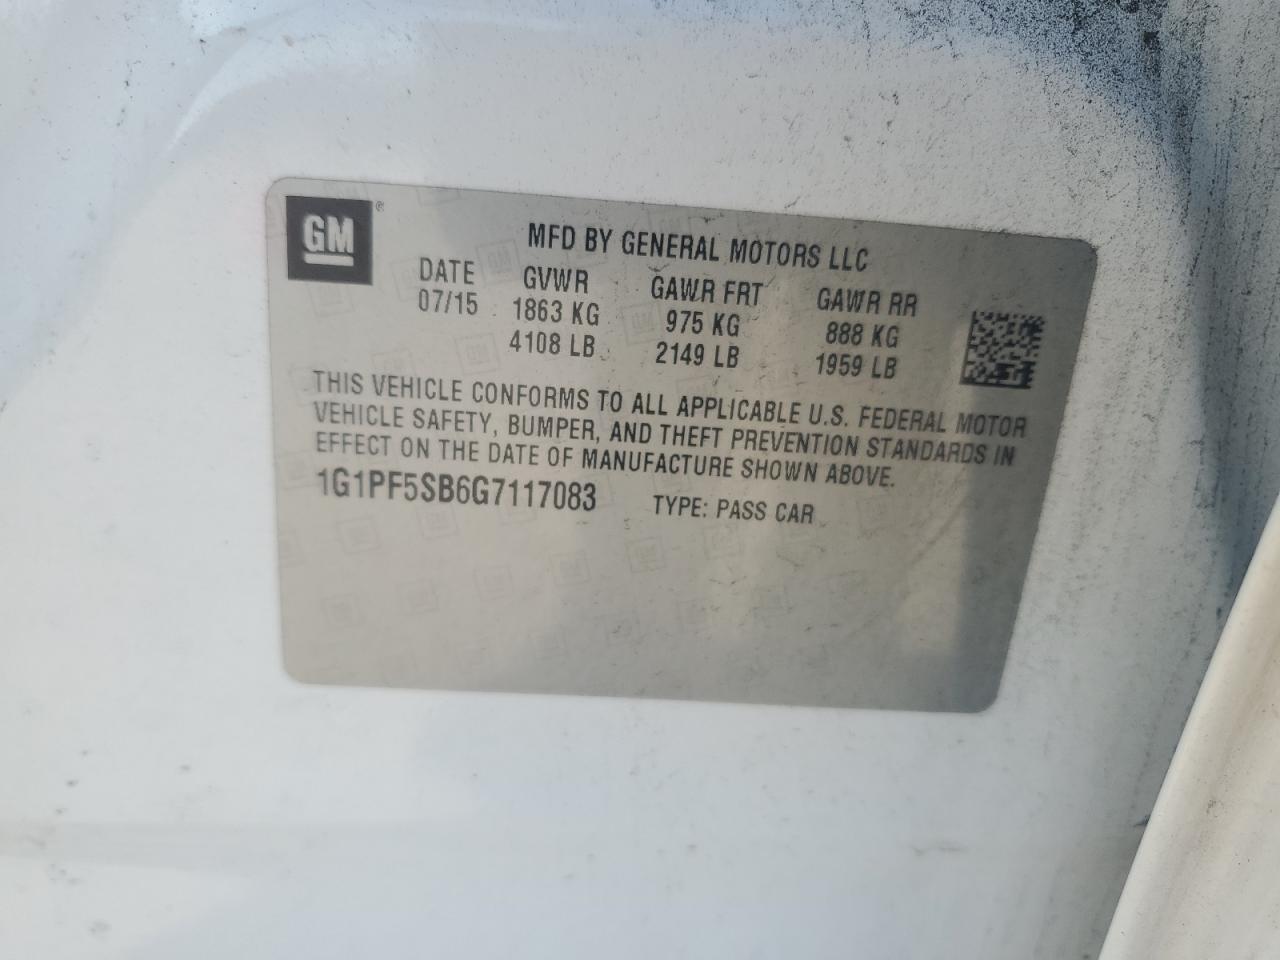 GM ®
MFD BY GENERAL MOTORS LLC
DATE GVWR GAWR FRT GAWR RR
07/15 1863 KG 975 KG 888 KG
4108 LB 2149 LB 1959 LB
THIS VEHICLE CONFORMS TO ALL APPLICABLE U.S. FEDERAL MOTOR
VEHICLE SAFETY, BUMPER, AND THEFT PREVENTION STANDARDS IN
EFFECT ON THE DATE OF MANUFACTURE SHOWN ABOVE.
1G1PF5SB6G7117083 TYPE: PASS CAR